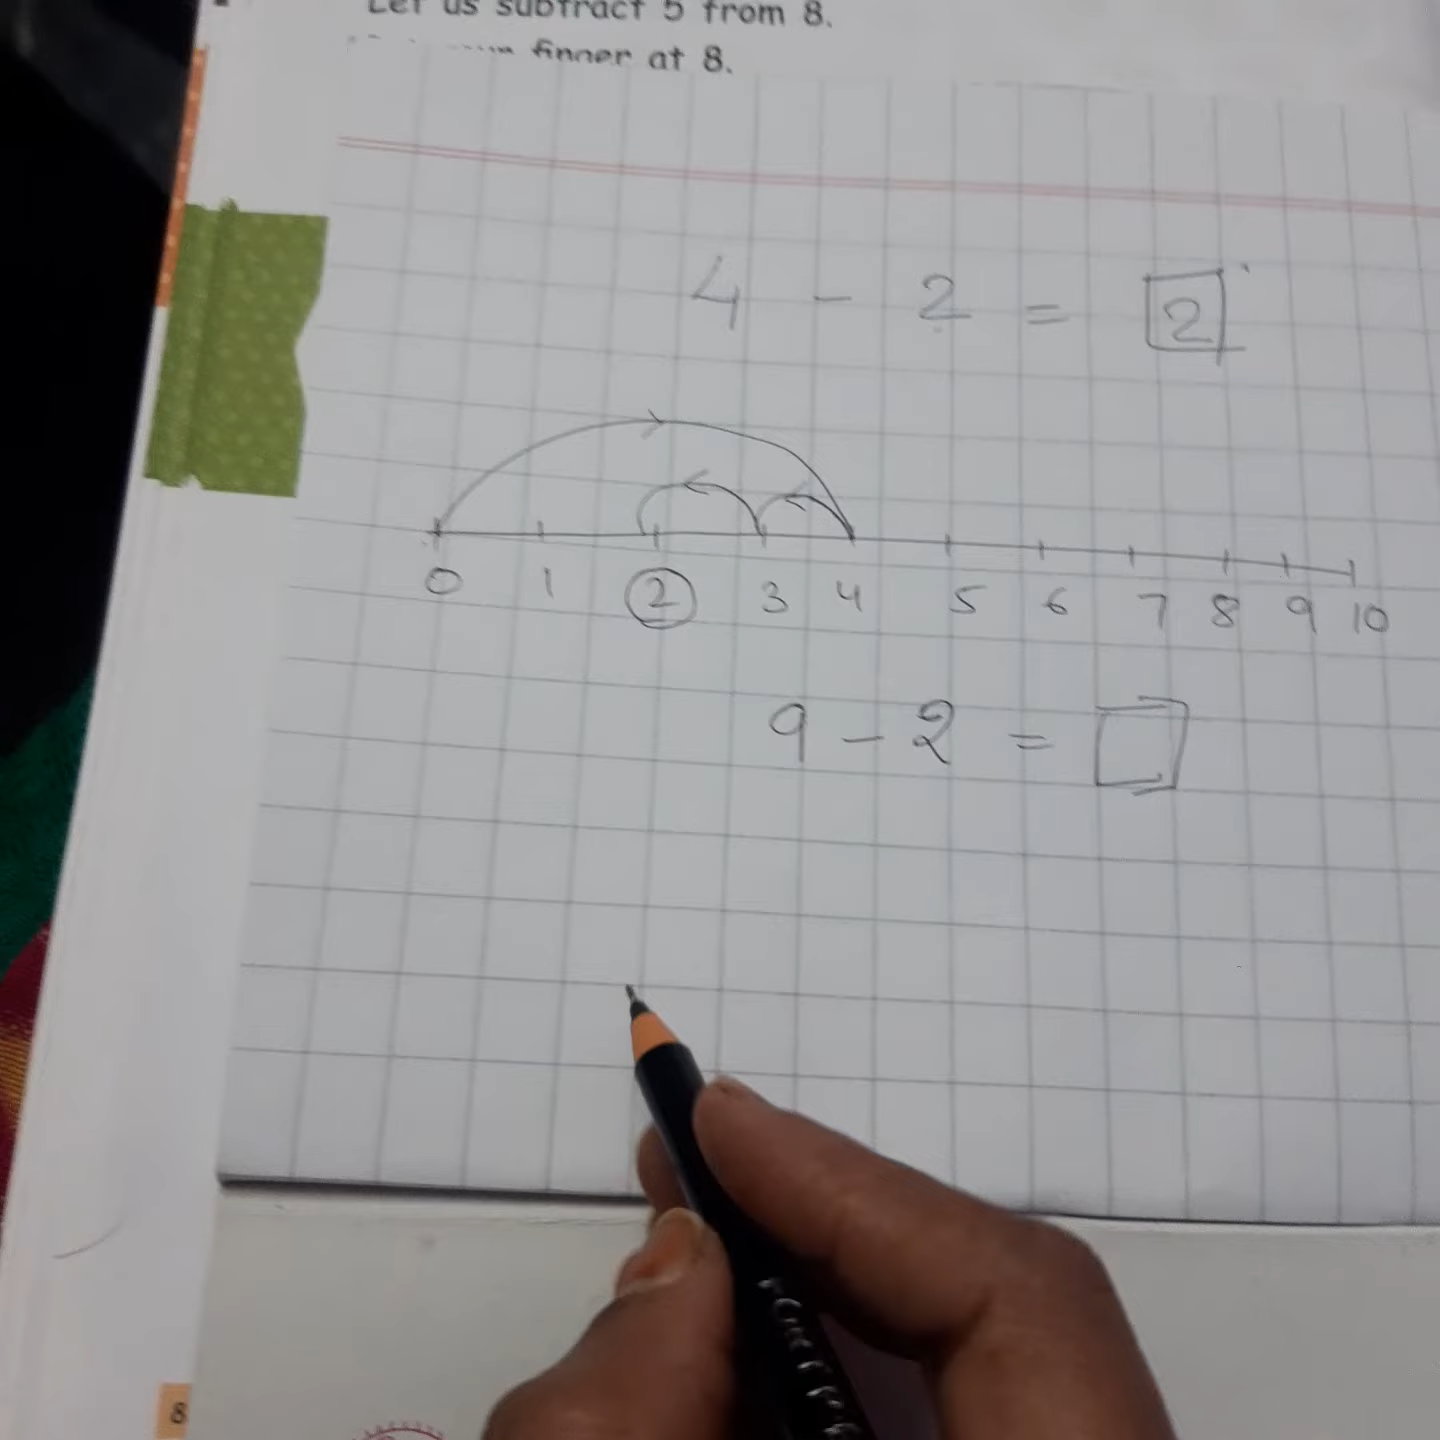 Let us subtract 5 from 8.
finger at 8.
4 - 2 = 2
0 1 2 3 4 5 6 7 8 9 10
9 - 2 =
8